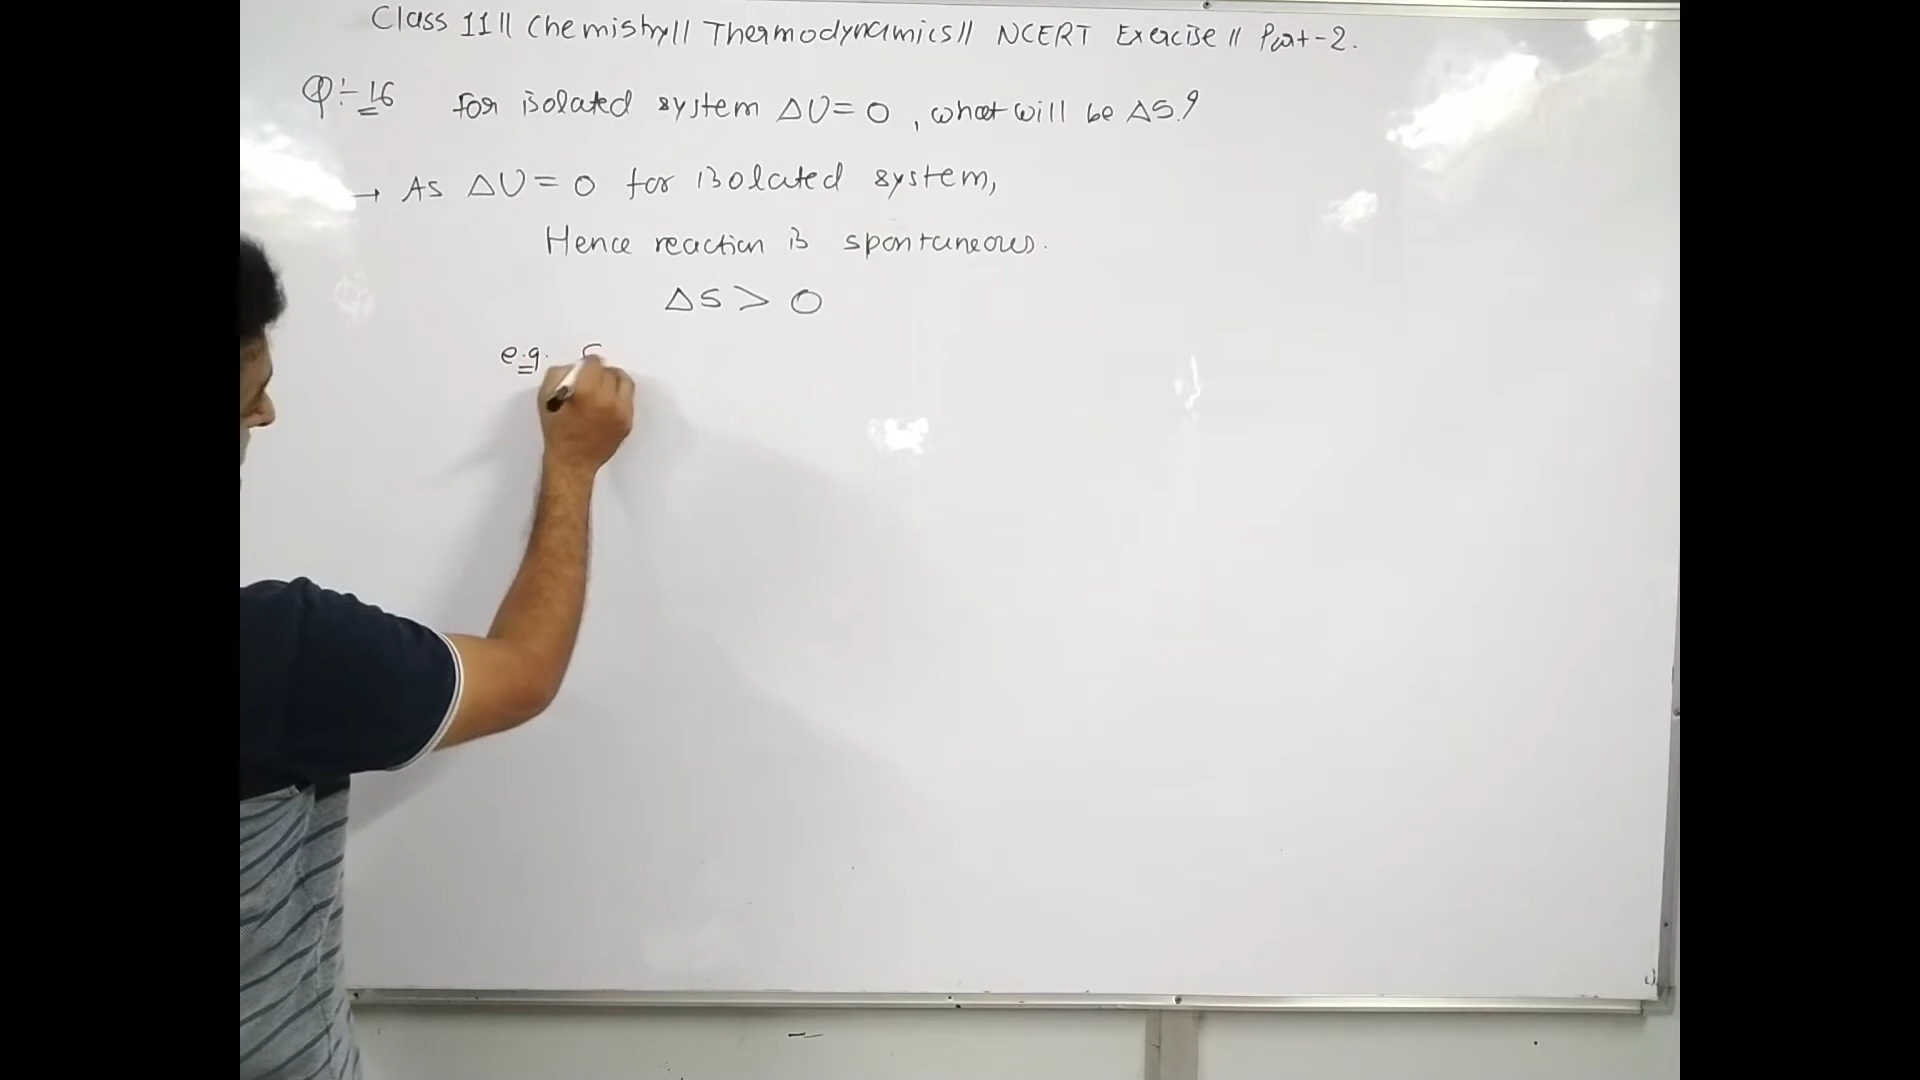 Class 11 || Chemistry || Thermodynamics || NCERT Exercise || Part-2.
Q:- 16 For isolated system ΔU = 0, what will be ΔS?
→ As ΔU = 0 for isolated system,
Hence reaction is spontaneous.
ΔS > 0
e.g.